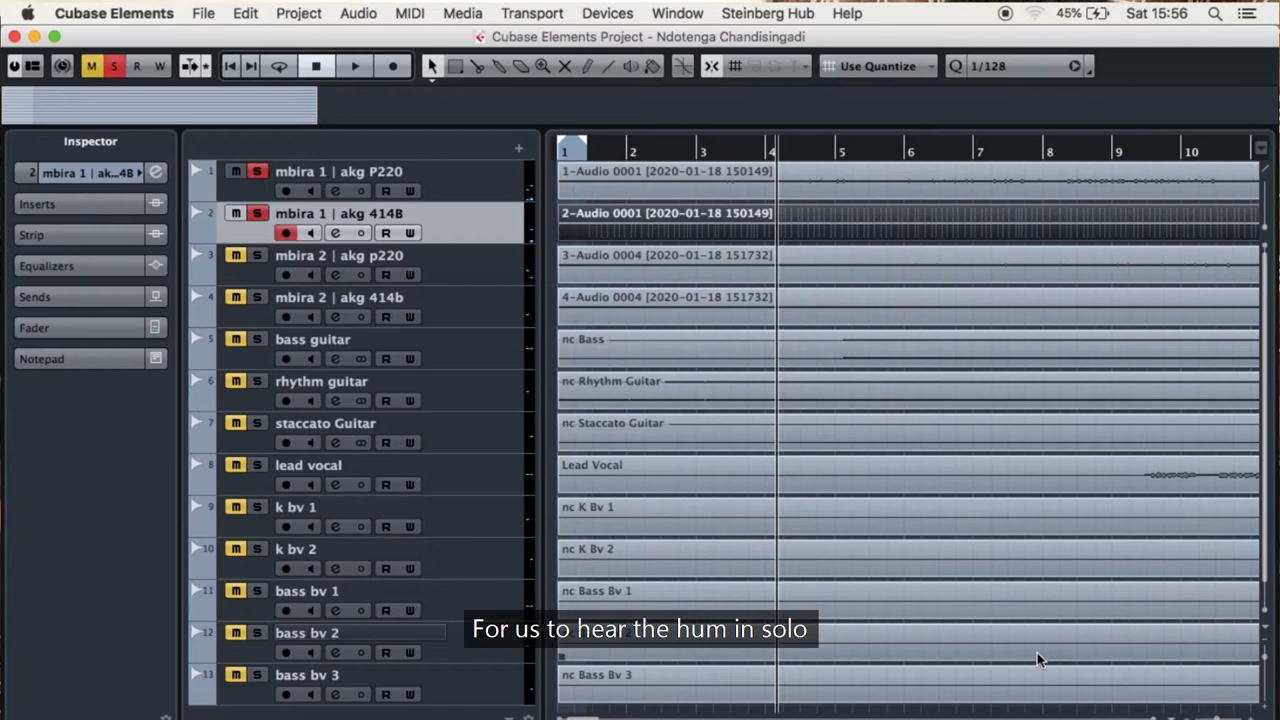 Cubase Elements File Edit Project Audio MIDI Media Transport Devices Window Steinberg Hub Help 45% Sat 15:56
Cubase Elements Project - Ndotenga Chandisingadi
M S R W Use Quantize Q 1/128
Inspector
2 mbira 1 | ak...4B
Inserts
Strip
Equalizers
Sends
Fader
Notepad
1 m S mbira 1 | akg P220
R W
2 m S mbira 1 | akg 414B
R W
3 m S mbira 2 | akg p220
R W
4 m S mbira 2 | akg 414b
R W
5 m S bass guitar
R W
6 m S rhythm guitar
R W
7 m S staccato Guitar
R W
8 m S lead vocal
R W
9 m S k bv 1
R W
10 m S k bv 2
R W
11 m S bass bv 1
R W
12 m S bass bv 2
R W
13 m S bass bv 3
R W
1 2 3 4 5 6 7 8 9 10
1-Audio 0001 [2020-01-18 150149]
2-Audio 0001 [2020-01-18 150149]
3-Audio 0004 [2020-01-18 151732]
4-Audio 0004 [2020-01-18 151732]
nc Bass
nc Rhythm Guitar
nc Staccato Guitar
Lead Vocal
nc K Bv 1
nc K Bv 2
nc Bass Bv 1
nc Bass Bv 3
For us to hear the hum in solo